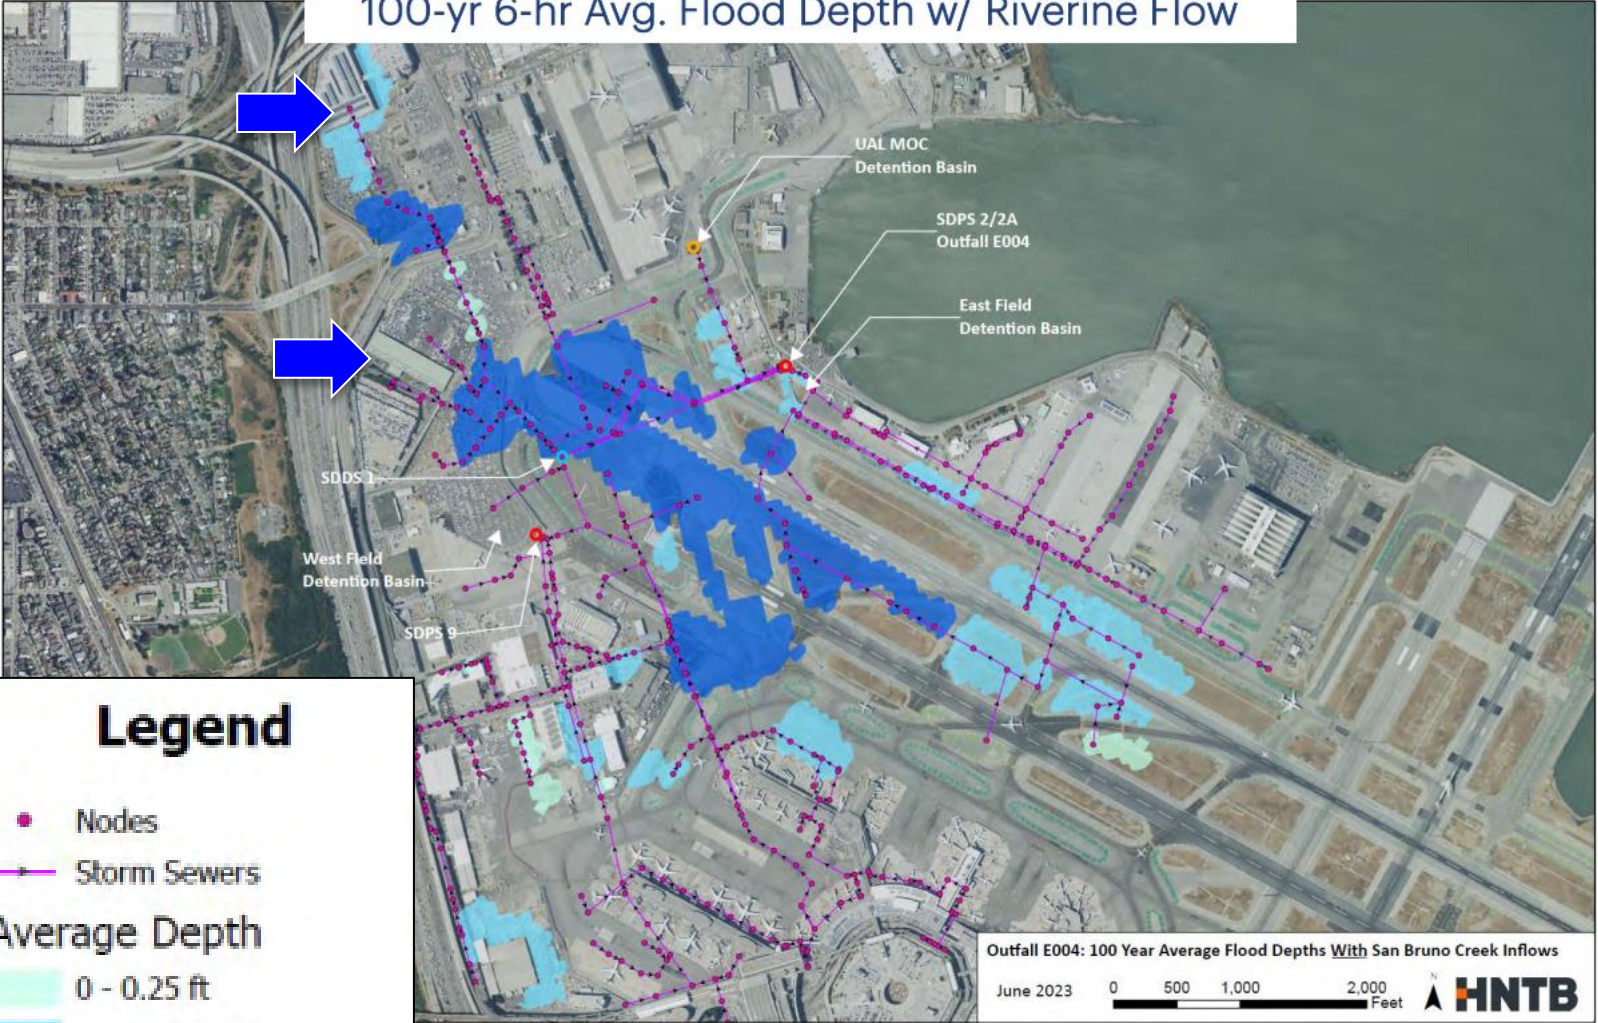 100-yr 6-hr Avg. Flood Depth w/ Riverine Flow
UAL MOC
Detention Basin
SDPS 2/2A
Outfall E004
East Field
Detention Basin
SDDS 1
West Field
Detention Basin
SDPS 9
Legend
Nodes
Storm Sewers
Average Depth
0 - 0.25 ft
Outfall E004: 100 Year Average Flood Depths With San Bruno Creek Inflows
June 2023
0 500 1,000 2,000
Feet
N
HNTB